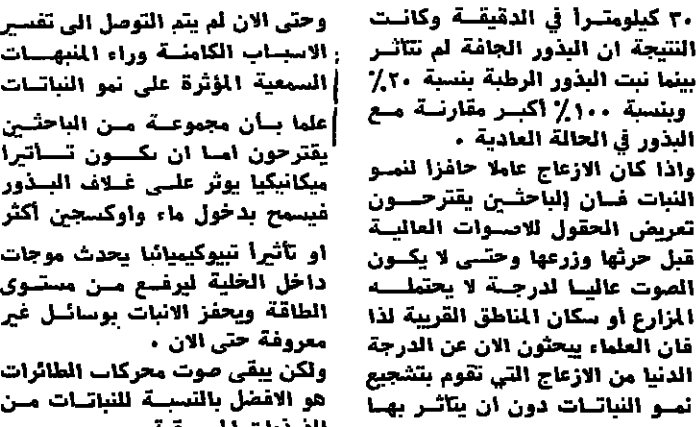 ٣٠ كيلومتراً في الدقيقة وكانت
النتيجة ان البذور الجافة لم تتأثر
بينما نبت البذور الرطبة بنسبة ٢٠٪
وبنسبة ١٠٠٪ أكبر مقارنة مع
البذور في الحالة العادية .
واذا كان الازعاج عاملا حافزا لنمو
النبات فان الباحثين يقترحون
تعريض الحقول للاصوات العالية
قبل حرثها وزرعها وحتى لا يكون
الصوت عاليا لدرجة لا يحتمله
المزارع أو سكان المناطق القريبة لذا
فان العلماء يبحثون الان عن الدرجة
الدنيا من الازعاج التي تقوم بتشجيع
نمو النباتات دون أن يتأثر بها
وحتى الان لم يتم التوصل الى تفسير
الاسباب الكامنة وراء المنبهات
السمعية المؤثرة على نمو النباتات
علما بأن مجموعة من الباحثين
يقترحون اما ان يكون تأثيرا
ميكانيكيا يوثر على غلاف البذور
فيسمح بدخول ماء واوكسجين أكثر
او تأثيراً تبيوكيميائيا يحدث موجات
داخل الخلية ليرفع من مستوى
الطاقة ويحفز الانبات بوسائل غير
معروفة حتى الان .
ولكن يبقى صوت محركات الطائرات
هو الافضل بالنسبة للنباتات من